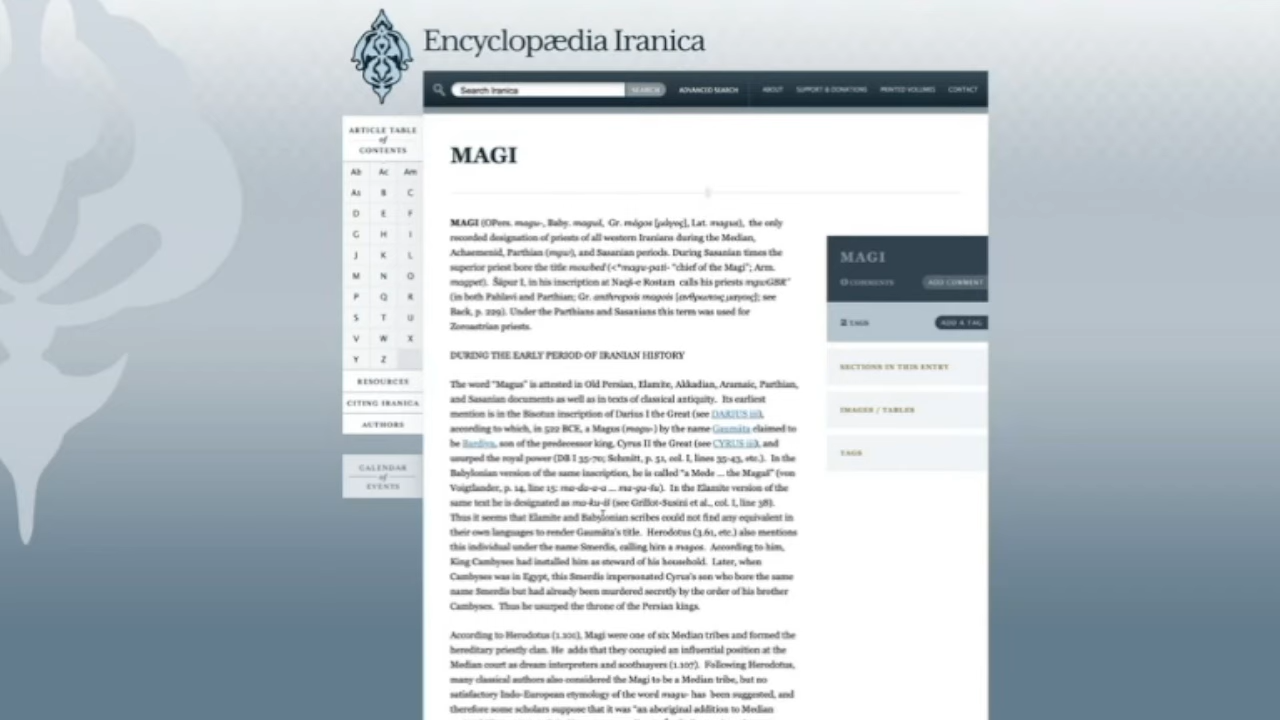 Encyclopædia Iranica
Search Iranica
SEARCH
ADVANCED SEARCH
ABOUT
SUPPORT & DONATIONS
PRINTED VOLUMES
CONTACT
ARTICLE TABLE
of
CONTENTS
Ab Ac Am
As B C
D E F
G H I
J K L
M N O
P Q R
S T U
V W X
Y Z
RESOURCES
CITING IRANICA
AUTHORS
CALENDAR
of
EVENTS
MAGI
MAGI (OPers. magu-, Baby. maguš, Gr. mágos [μάγος], Lat. magus), the only
recorded designation of priests of all western Iranians during the Median,
Achaemenid, Parthian (mgw), and Sasanian periods. During Sasanian times the
superior priest bore the title mowbed (<*magu-pati- "chief of the Magi"; Arm.
mogpet). Šāpur I, in his inscription at Naqš-e Rostam calls his priests
(in both Pahlavi and Parthian; Gr. anthropois magois see
Back, p. 229). Under the Parthians and Sasanians this term was used for
Zoroastrian priests.
DURING THE EARLY PERIOD OF IRANIAN HISTORY
The word "Magus" is attested in Old Persian, Elamite, Akkadian, Aramaic, Parthian,
and Sasanian documents as well as in texts of classical antiquity. Its earliest
mention is in the Bisotun inscription of Darius I the Great (see DARIUS iii),
according to which, in 522 BCE, a Magus (magu-) by the name Gaumāta claimed to
be Bardiya, son of the predecessor king, Cyrus II the Great (see CYRUS iii), and
usurped the royal power (DB I 35-70; Schmitt, p. 51, col. I, lines 35-43, etc.). In the
Babylonian version of the same inscription, he is called "a Mede ... the Maguš" (von
Voigtlander, p. 14, line 15: ma-da-a-a ... ma-gu-šu). In the Elamite version of the
same text he is designated as ma-ku-iš (see Grillot-Susini et al., col. I, line 38).
Thus it seems that Elamite and Babylonian scribes could not find any equivalent in
their own languages to render Gaumāta's title. Herodotus (3.61, etc.) also mentions
this individual under the name Smerdis, calling him a magos. According to him,
King Cambyses had installed him as steward of his household. Later, when
Cambyses was in Egypt, this Smerdis impersonated Cyrus's son who bore the same
name Smerdis but had already been murdered secretly by the order of his brother
Cambyses. Thus he usurped the throne of the Persian kings.
According to Herodotus (1.101), Magi were one of six Median tribes and formed the
hereditary priestly clan. He adds that they occupied an influential position at the
Median court as dream interpreters and soothsayers (1.107). Following Herodotus,
many classical authors also considered the Magi to be a Median tribe, but no
satisfactory Indo-European etymology of the word magu- has been suggested, and
therefore some scholars suppose that it was "an aboriginal addition to Median
MAGI
0 COMMENTS
ADD COMMENT
2 TAGS
ADD A TAG
SECTIONS IN THIS ENTRY
IMAGES / TABLES
TAGS